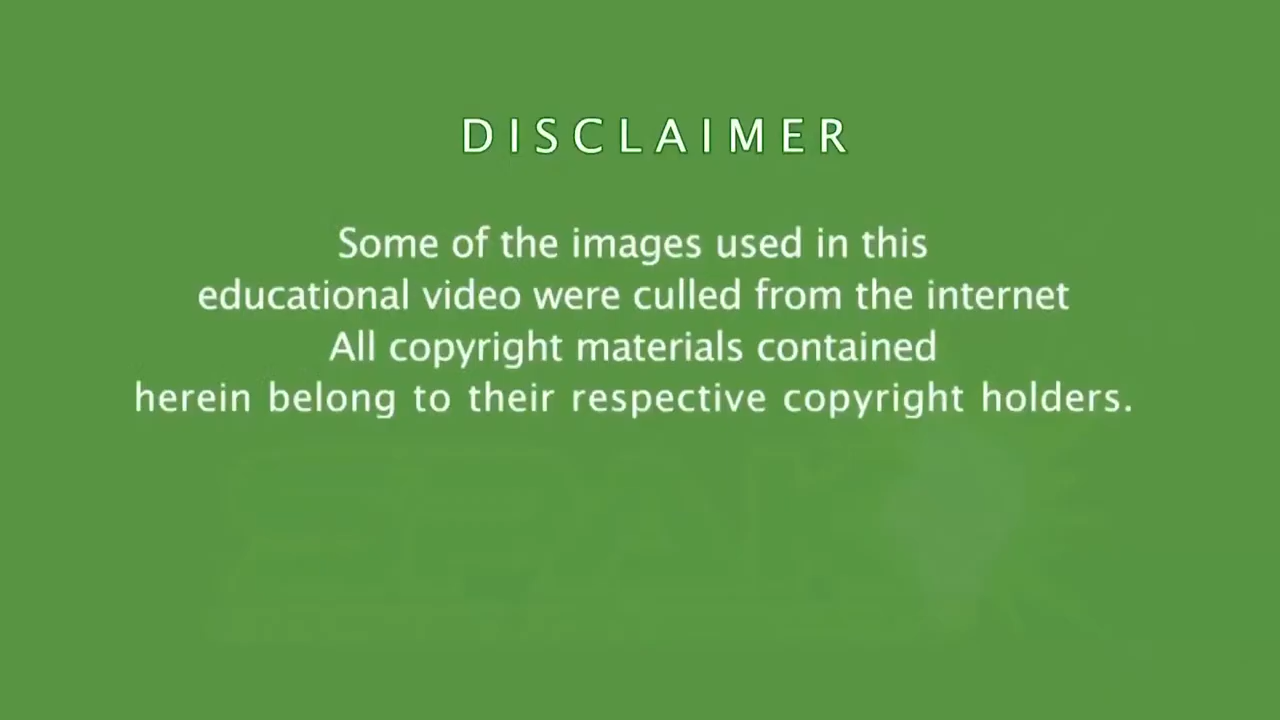 DISCLAIMER
Some of the images used in this
educational video were culled from the internet
All copyright materials contained
herein belong to their respective copyright holders.